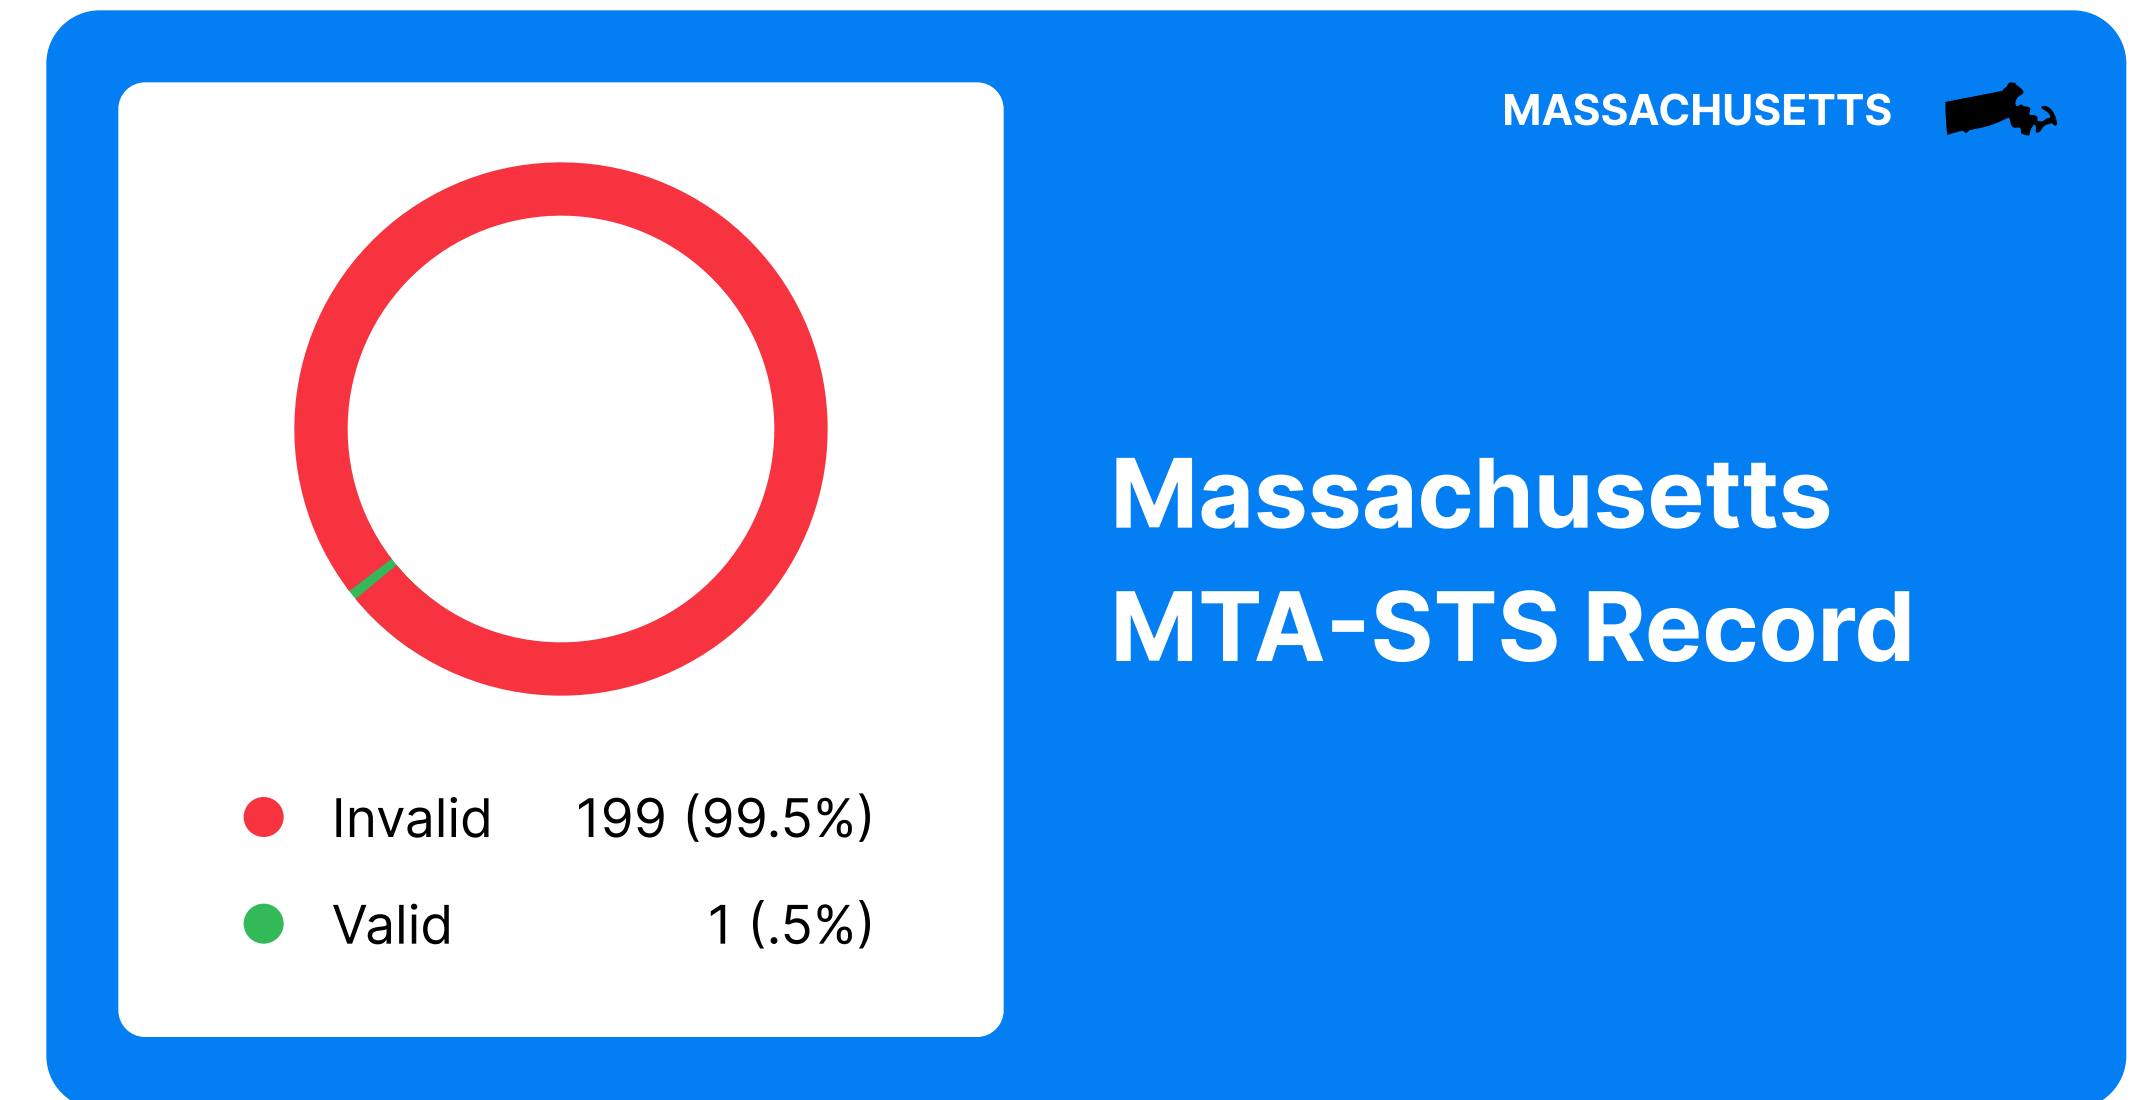 MASSACHUSETTS
Massachusetts
MTA-STS Record
Invalid 199 (99.5%)
Valid 1 (.5%)